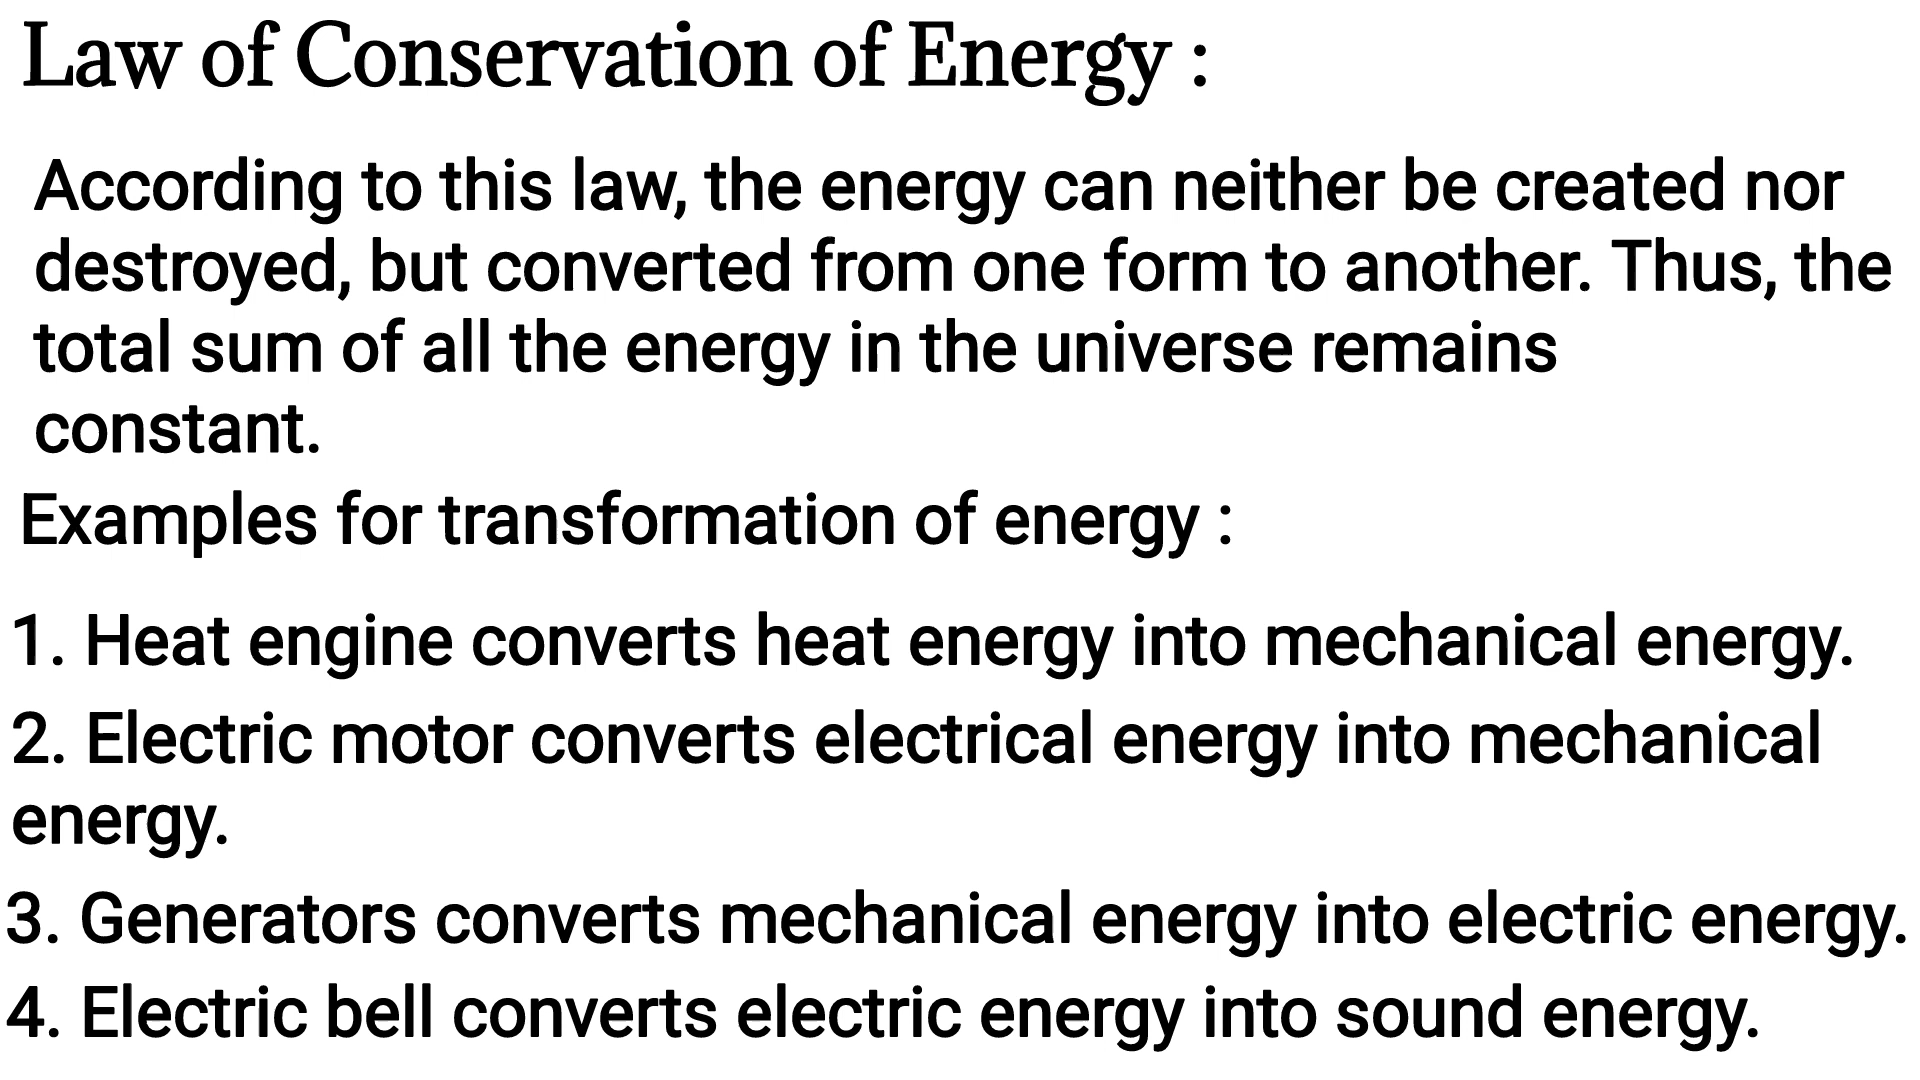 Law of Conservation of Energy :
According to this law, the energy can neither be created nor
destroyed, but converted from one form to another. Thus, the
total sum of all the energy in the universe remains
constant.
Examples for transformation of energy :
1. Heat engine converts heat energy into mechanical energy.
2. Electric motor converts electrical energy into mechanical
energy.
3. Generators converts mechanical energy into electric energy.
4. Electric bell converts electric energy into sound energy.